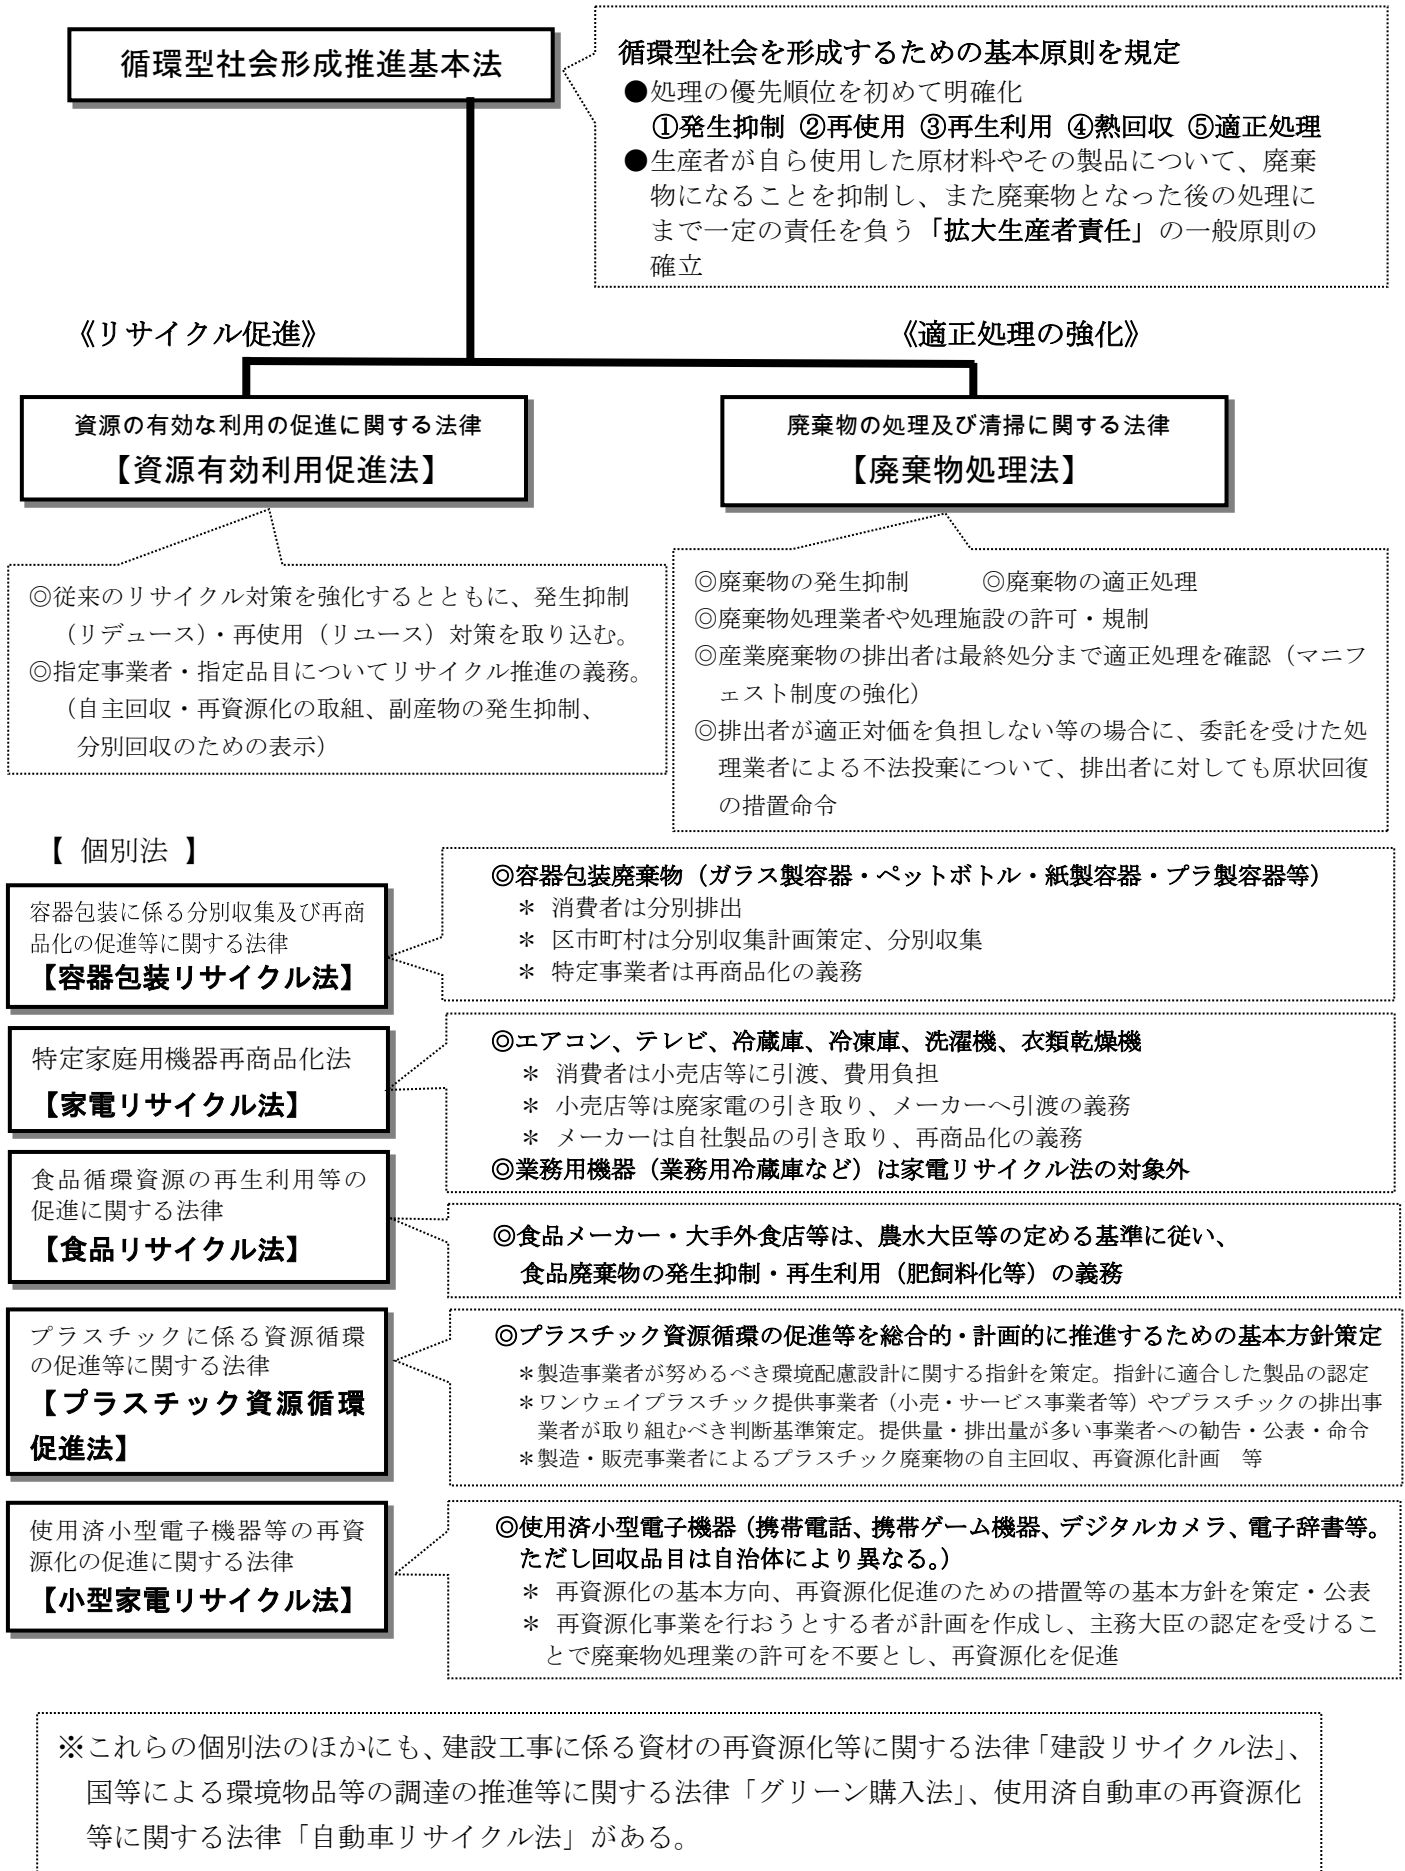 循環型社会形成推進基本法
循環型社会を形成するための基本原則を規定
●処理の優先順位を初めて明確化
①発生抑制 ②再使用 ③再生利用 ④熱回収 ⑤適正処理
●生産者が自ら使用した原材料やその製品について、廃棄
物になることを抑制し、また廃棄物となった後の処理に
まで一定の責任を負う「拡大生産者責任」の一般原則の
確立
《リサイクル促進》
《適正処理の強化》
資源の有効な利用の促進に関する法律
【資源有効利用促進法】
廃棄物の処理及び清掃に関する法律
【廃棄物処理法】
◎従来のリサイクル対策を強化するとともに、発生抑制
（リデュース）・再使用（リユース）対策を取り込む。
◎指定事業者・指定品目についてリサイクル推進の義務。
（自主回収・再資源化の取組、副産物の発生抑制、
分別回収のための表示）
◎廃棄物の発生抑制　　　◎廃棄物の適正処理
◎廃棄物処理業者や処理施設の許可・規制
◎産業廃棄物の排出者は最終処分まで適正処理を確認（マニフ
ェスト制度の強化）
◎排出者が適正対価を負担しない等の場合に、委託を受けた処
理業者による不法投棄について、排出者に対しても原状回復
の措置命令
【 個別法 】
容器包装に係る分別収集及び再商
品化の促進等に関する法律
【容器包装リサイクル法】
◎容器包装廃棄物（ガラス製容器・ペットボトル・紙製容器・プラ製容器等）
＊ 消費者は分別排出
＊ 区市町村は分別収集計画策定、分別収集
＊ 特定事業者は再商品化の義務
特定家庭用機器再商品化法
【家電リサイクル法】
◎エアコン、テレビ、冷蔵庫、冷凍庫、洗濯機、衣類乾燥機
＊ 消費者は小売店等に引渡、費用負担
＊ 小売店等は廃家電の引き取り、メーカーへ引渡の義務
＊ メーカーは自社製品の引き取り、再商品化の義務
◎業務用機器（業務用冷蔵庫など）は家電リサイクル法の対象外
食品循環資源の再生利用等の
促進に関する法律
【食品リサイクル法】
◎食品メーカー・大手外食店等は、農水大臣等の定める基準に従い、
食品廃棄物の発生抑制・再生利用（肥飼料化等）の義務
プラスチックに係る資源循環
の促進等に関する法律
【プラスチック資源循環
促進法】
◎プラスチック資源循環の促進等を総合的・計画的に推進するための基本方針策定
＊製造事業者が努めるべき環境配慮設計に関する指針を策定。指針に適合した製品の認定
＊ワンウェイプラスチック提供事業者（小売・サービス事業者等）やプラスチックの排出事
業者が取り組むべき判断基準策定。提供量・排出量が多い事業者への勧告・公表・命令
＊製造・販売事業者によるプラスチック廃棄物の自主回収、再資源化計画　等
使用済小型電子機器等の再資
源化の促進に関する法律
【小型家電リサイクル法】
◎使用済小型電子機器（携帯電話、携帯ゲーム機器、デジタルカメラ、電子辞書等。
ただし回収品目は自治体により異なる。）
＊ 再資源化の基本方向、再資源化促進のための措置等の基本方針を策定・公表
＊ 再資源化事業を行おうとする者が計画を作成し、主務大臣の認定を受けるこ
とで廃棄物処理業の許可を不要とし、再資源化を促進
※これらの個別法のほかにも、建設工事に係る資材の再資源化等に関する法律「建設リサイクル法」、
国等による環境物品等の調達の推進等に関する法律「グリーン購入法」、使用済自動車の再資源化
等に関する法律「自動車リサイクル法」がある。